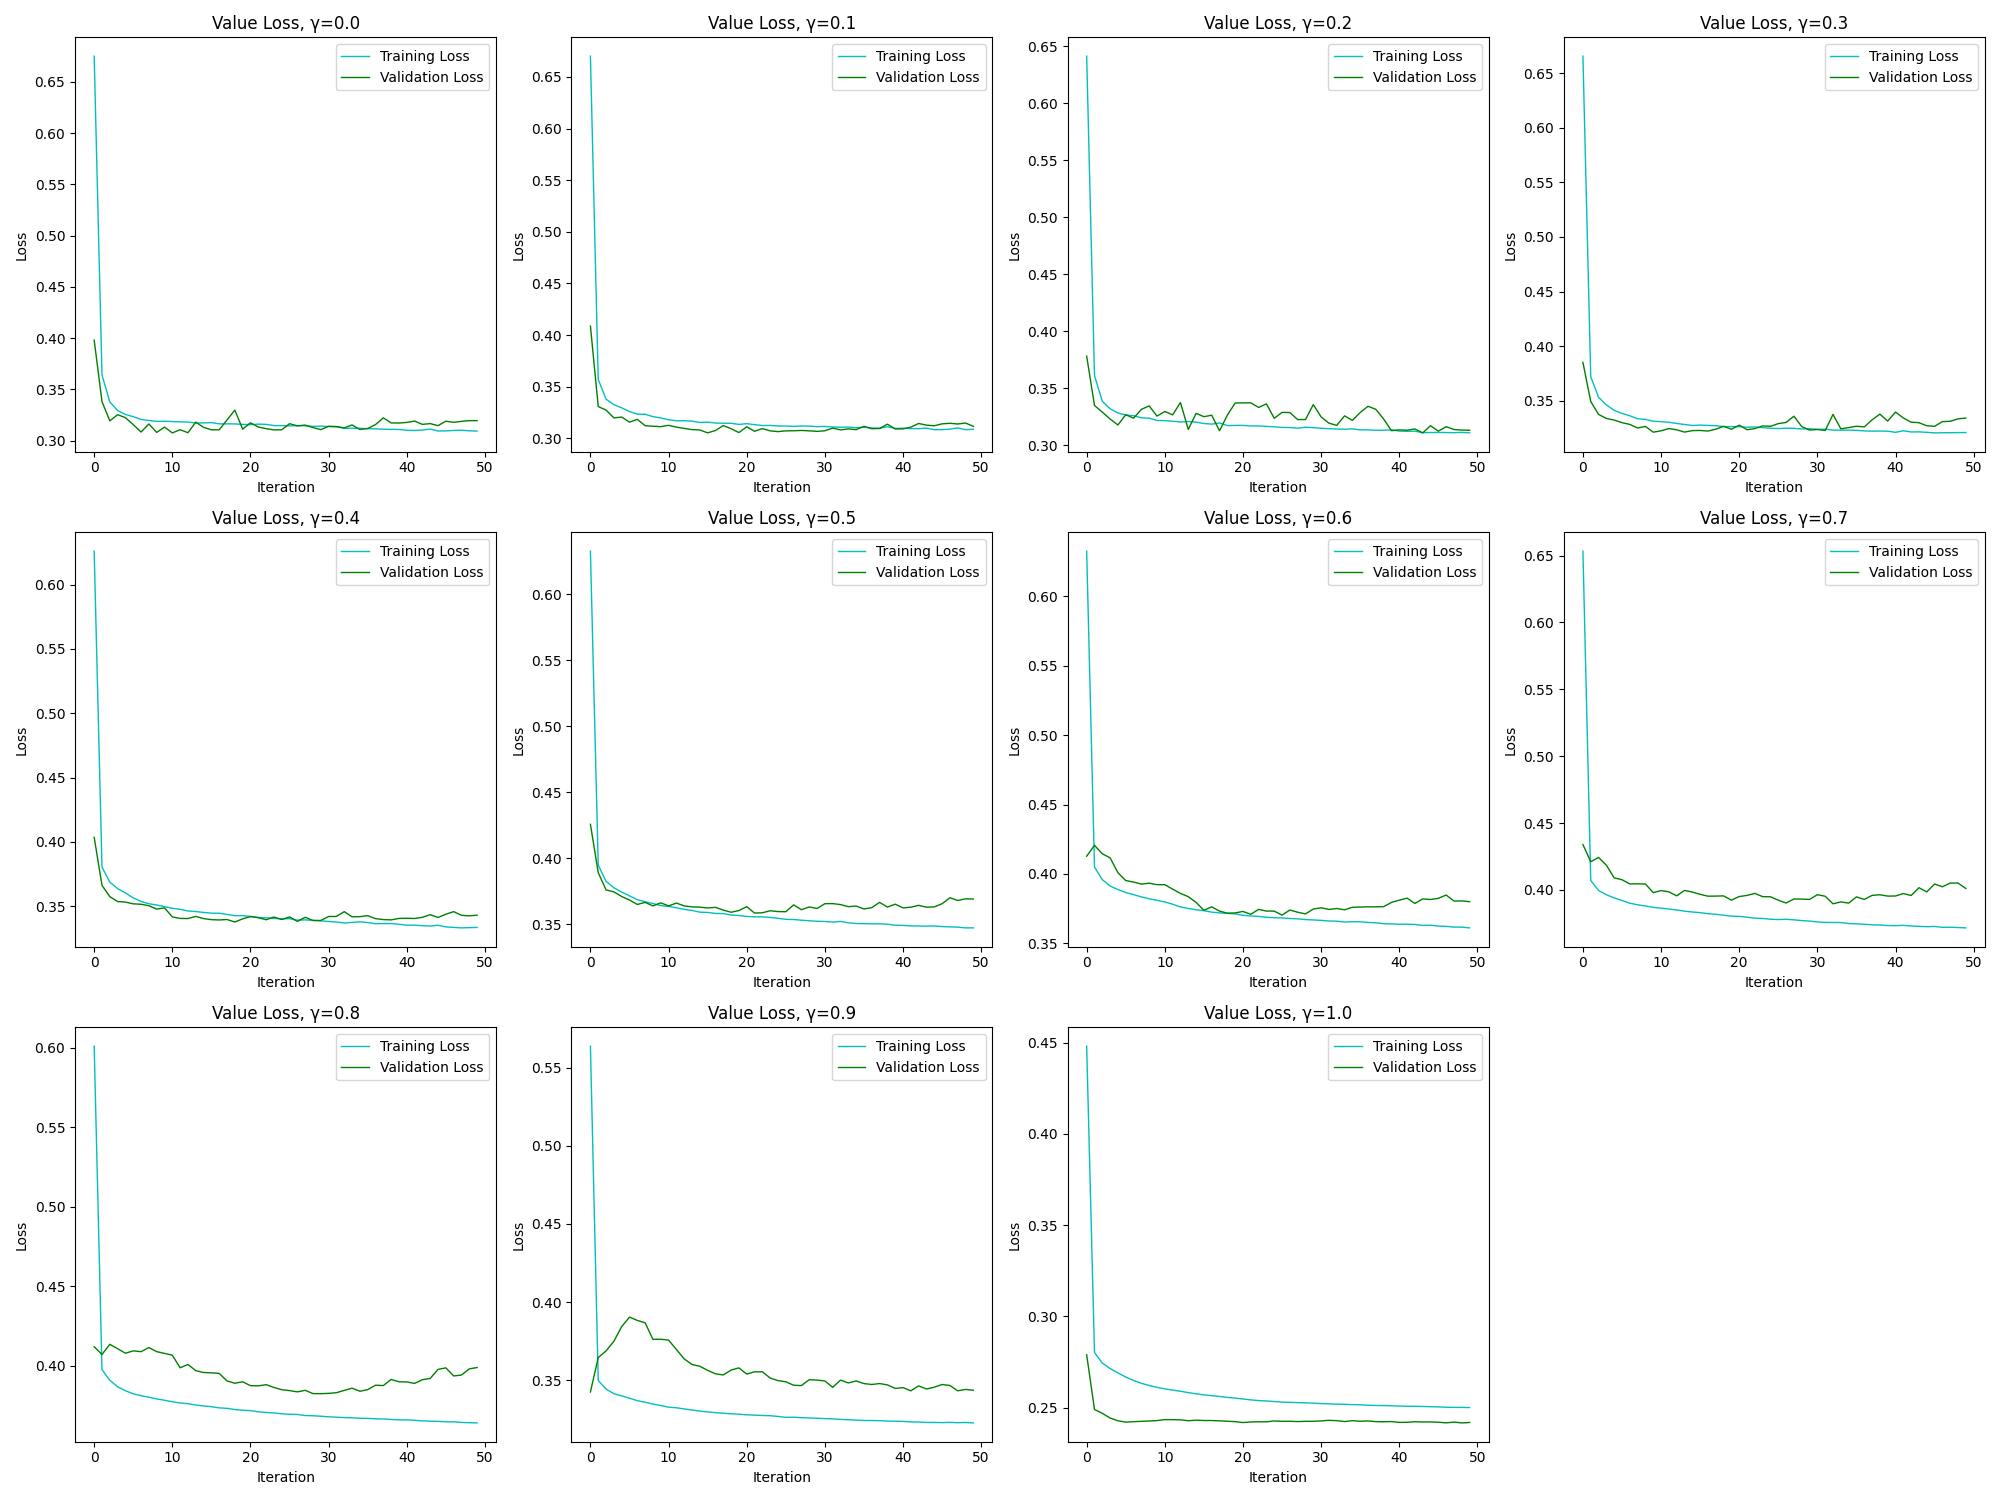 Value Loss, γ=0.0
Training Loss
Validation Loss
0.65
0.60
0.55
0.50
0.45
0.40
0.35
0.30
Loss
0 10 20 30 40 50
Iteration
Value Loss, γ=0.1
Training Loss
Validation Loss
0.65
0.60
0.55
0.50
0.45
0.40
0.35
0.30
Loss
0 10 20 30 40 50
Iteration
Value Loss, γ=0.2
Training Loss
Validation Loss
0.65
0.60
0.55
0.50
0.45
0.40
0.35
0.30
Loss
0 10 20 30 40 50
Iteration
Value Loss, γ=0.3
Training Loss
Validation Loss
0.65
0.60
0.55
0.50
0.45
0.40
0.35
Loss
0 10 20 30 40 50
Iteration
Value Loss, γ=0.4
Training Loss
Validation Loss
0.60
0.55
0.50
0.45
0.40
0.35
Loss
0 10 20 30 40 50
Iteration
Value Loss, γ=0.5
Training Loss
Validation Loss
0.60
0.55
0.50
0.45
0.40
0.35
Loss
0 10 20 30 40 50
Iteration
Value Loss, γ=0.6
Training Loss
Validation Loss
0.60
0.55
0.50
0.45
0.40
0.35
Loss
0 10 20 30 40 50
Iteration
Value Loss, γ=0.7
Training Loss
Validation Loss
0.65
0.60
0.55
0.50
0.45
0.40
Loss
0 10 20 30 40 50
Iteration
Value Loss, γ=0.8
Training Loss
Validation Loss
0.60
0.55
0.50
0.45
0.40
Loss
0 10 20 30 40 50
Iteration
Value Loss, γ=0.9
Training Loss
Validation Loss
0.55
0.50
0.45
0.40
0.35
Loss
0 10 20 30 40 50
Iteration
Value Loss, γ=1.0
Training Loss
Validation Loss
0.45
0.40
0.35
0.30
0.25
Loss
0 10 20 30 40 50
Iteration